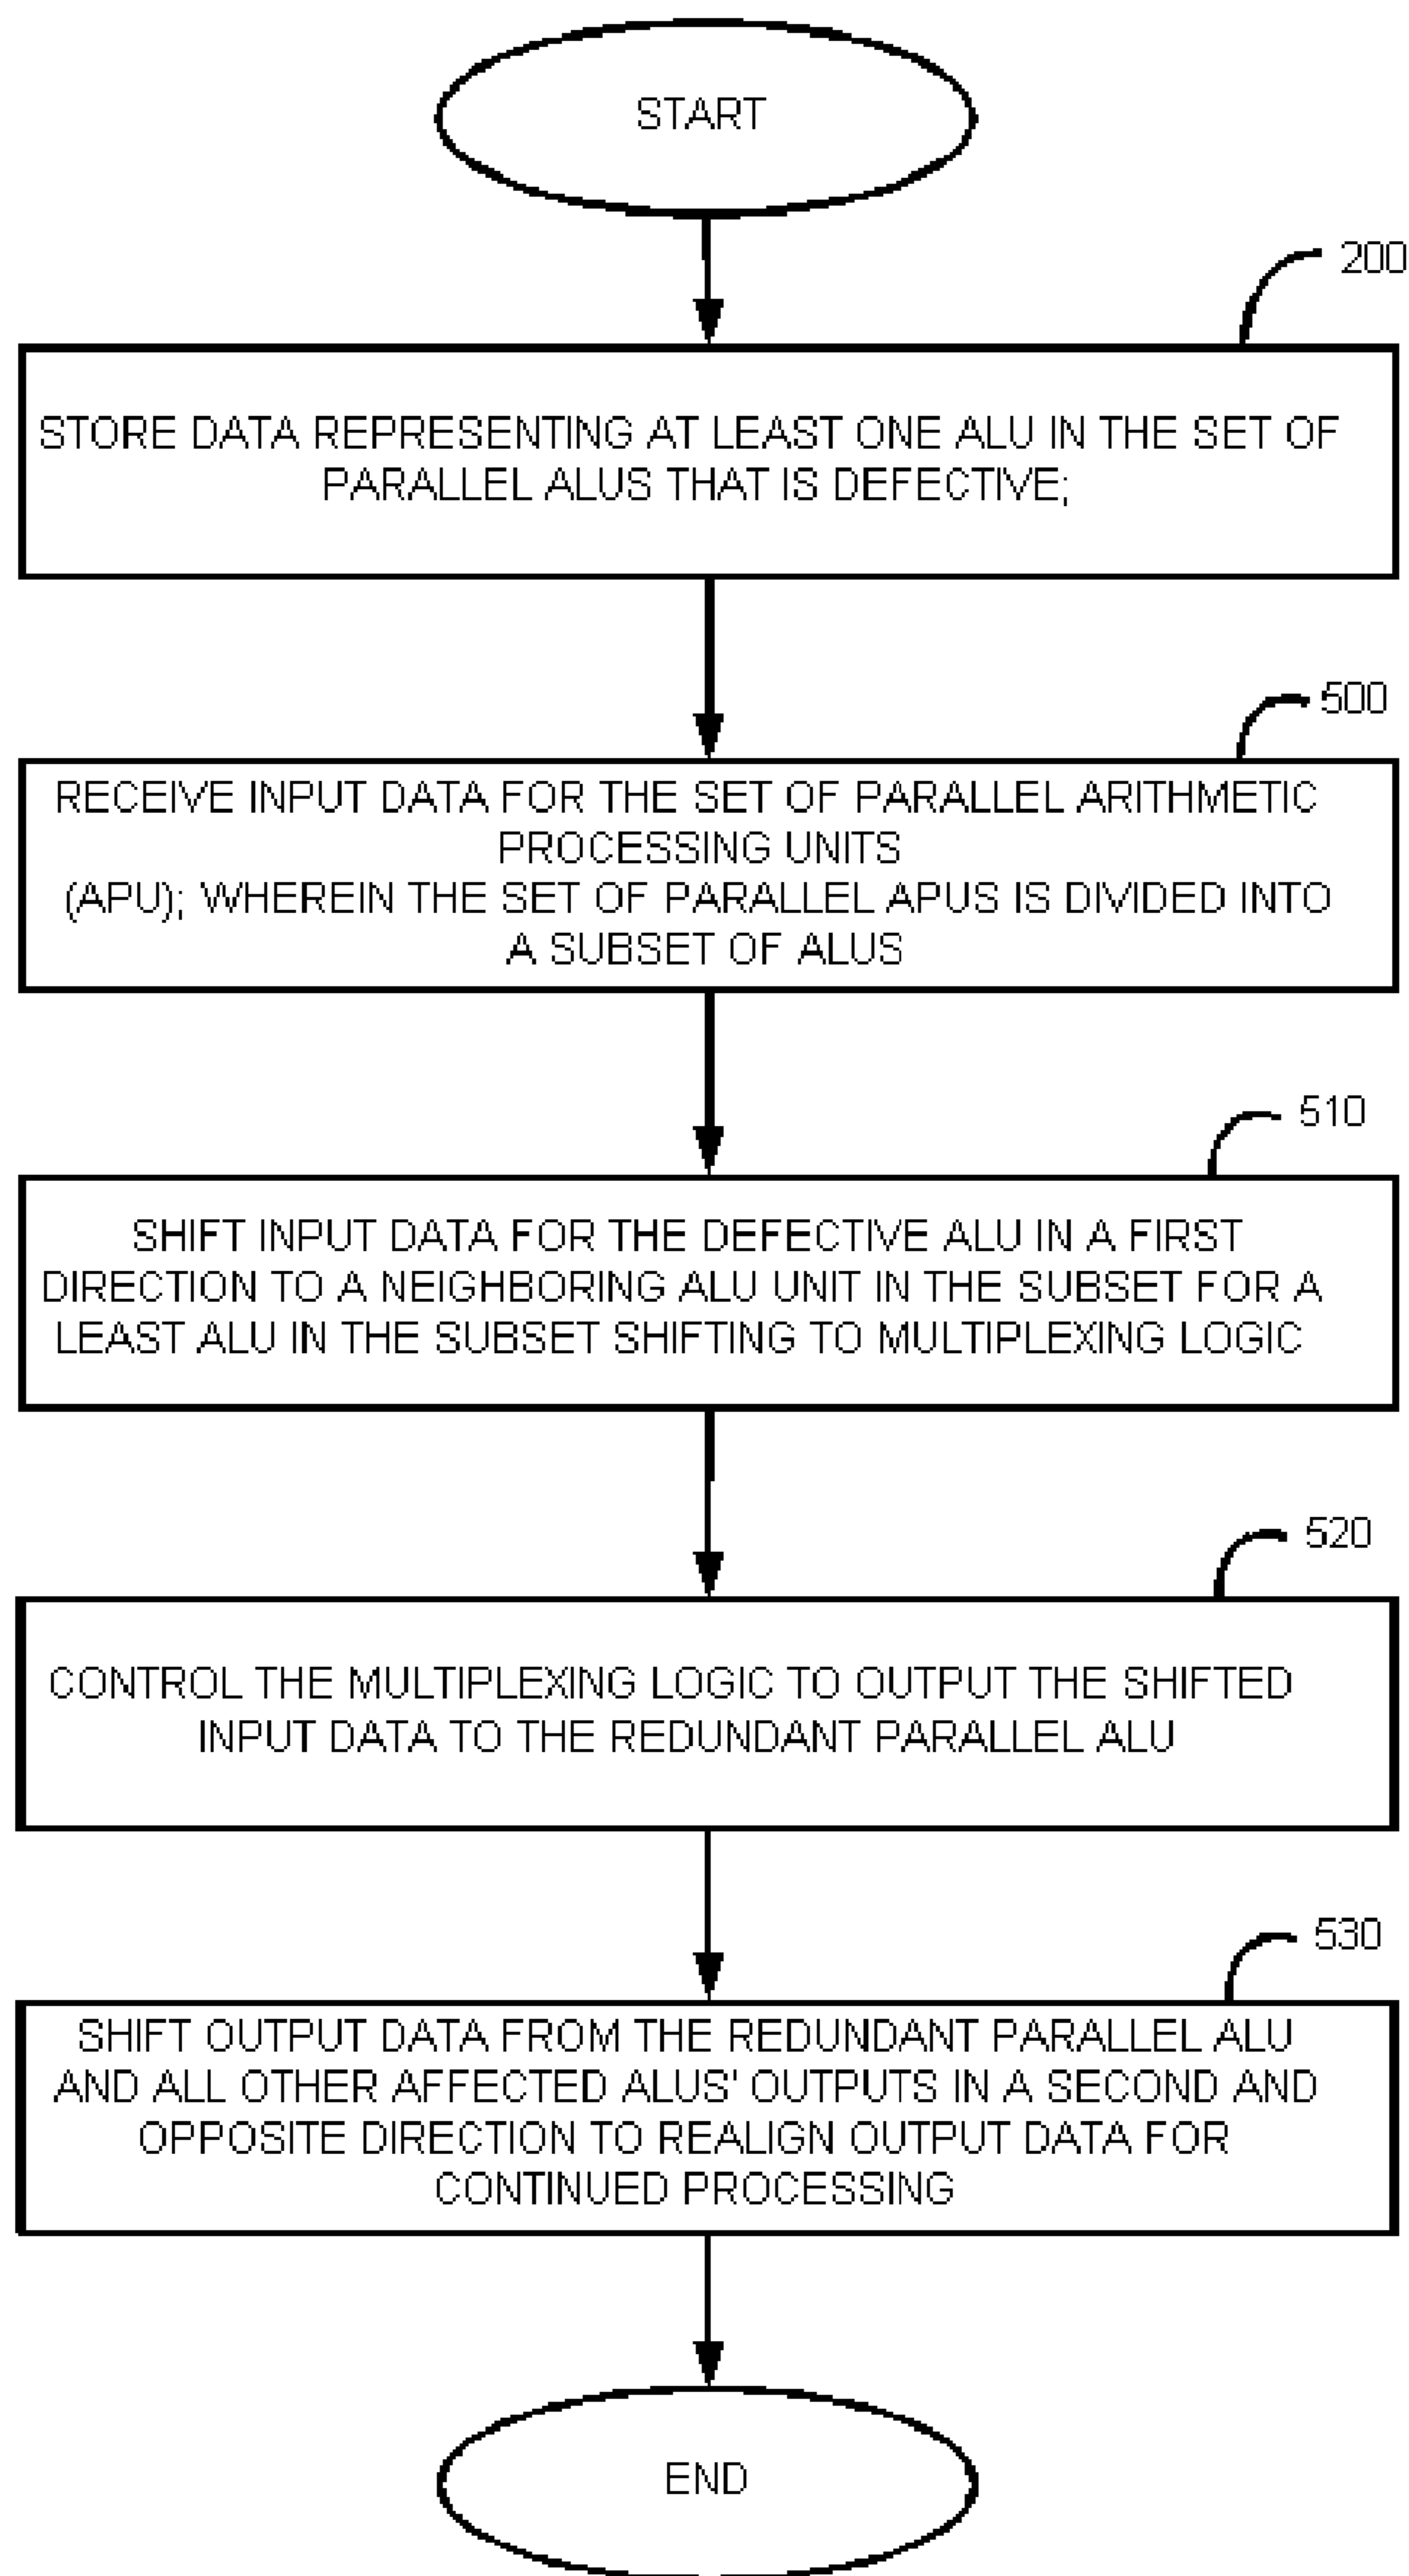 START
200
STORE DATA REPRESENTING AT LEAST ONE ALU IN THE SET OF
PARALLEL ALUS THAT IS DEFECTIVE;
500
RECEIVE INPUT DATA FOR THE SET OF PARALLEL ARITHMETIC
PROCESSING UNITS
(APU); WHEREIN THE SET OF PARALLEL APUS IS DIVIDED INTO
A SUBSET OF ALUS
510
SHIFT INPUT DATA FOR THE DEFECTIVE ALU IN A FIRST
DIRECTION TO A NEIGHBORING ALU UNIT IN THE SUBSET FOR A
LEAST ALU IN THE SUBSET SHIFTING TO MULTIPLEXING LOGIC
520
CONTROL THE MULTIPLEXING LOGIC TO OUTPUT THE SHIFTED
INPUT DATA TO THE REDUNDANT PARALLEL ALU
530
SHIFT OUTPUT DATA FROM THE REDUNDANT PARALLEL ALU
AND ALL OTHER AFFECTED ALUS' OUTPUTS IN A SECOND AND
OPPOSITE DIRECTION TO REALIGN OUTPUT DATA FOR
CONTINUED PROCESSING
END